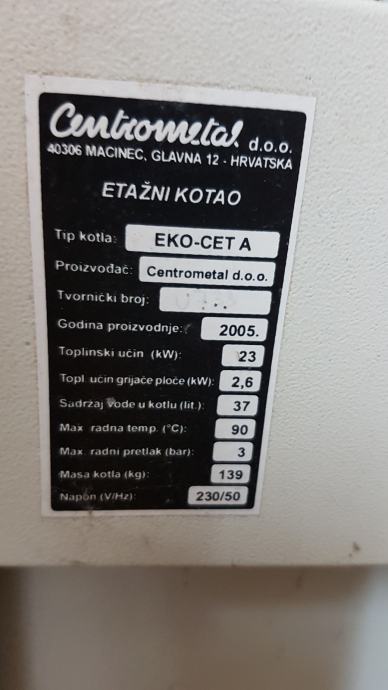 Centrometal d.o.o.
40306 MACINEC, GLAVNA 12 - HRVATSKA
ETAŽNI KOTAO
Tip kotla: EKO-CET A
Proizvođač: Centrometal d.o.o.
Tvornički broj:
Godina proizvodnje: 2005.
Toplinski učin (kW): 23
Topl. učin grijaće ploče (kW): 2,6
Sadržaj vode u kotlu (lit.): 37
Max. radna temp. (°C): 90
Max. radni pretlak (bar): 3
Masa kotla (kg): 139
Napon (V/Hz): 230/50